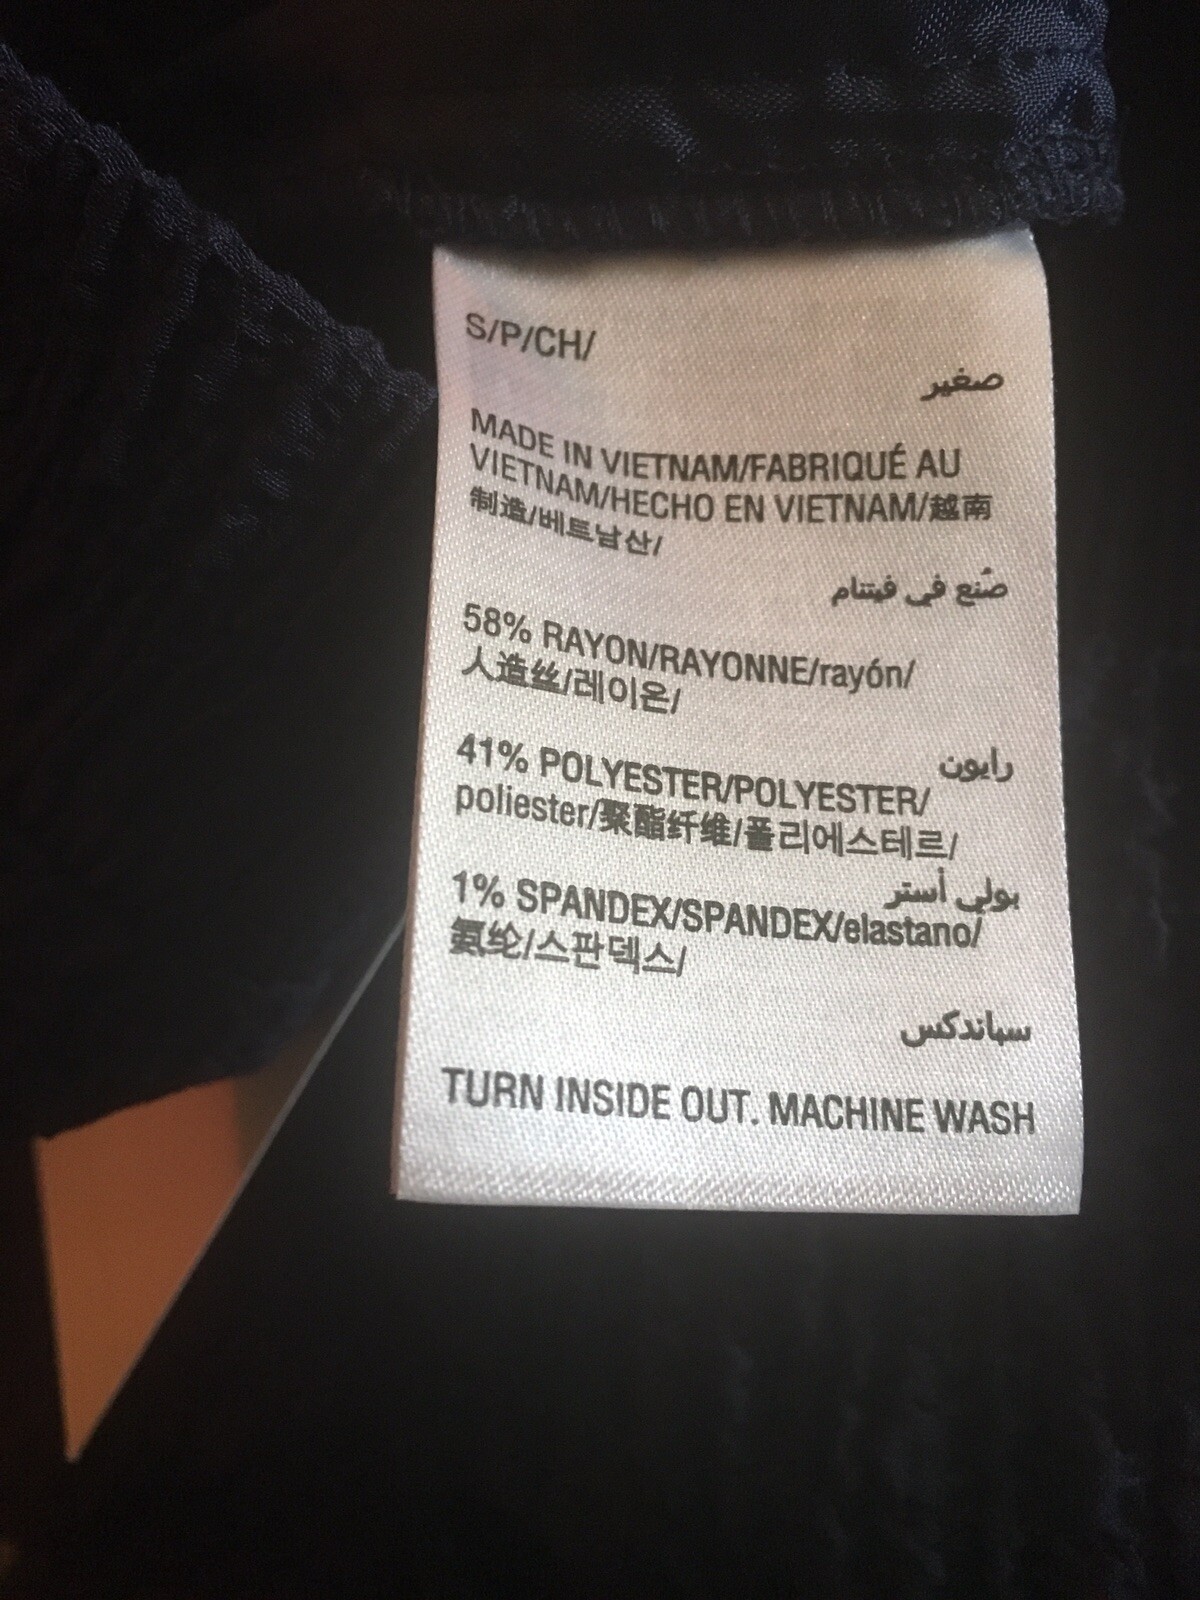 S/P/CH/
صغير
MADE IN VIETNAM/FABRIQUÉ AU
VIETNAM/HECHO EN VIETNAM/越南
制造/베트남산/
صُنع في فيتنام
58% RAYON/RAYONNE/rayón/
人造丝/레이온/
رايون
41% POLYESTER/POLYESTER/
poliester/聚酯纤维/폴리에스테르/
بولي أستر
1% SPANDEX/SPANDEX/elastano/
氨纶/스판덱스/
سباندكس
TURN INSIDE OUT. MACHINE WASH